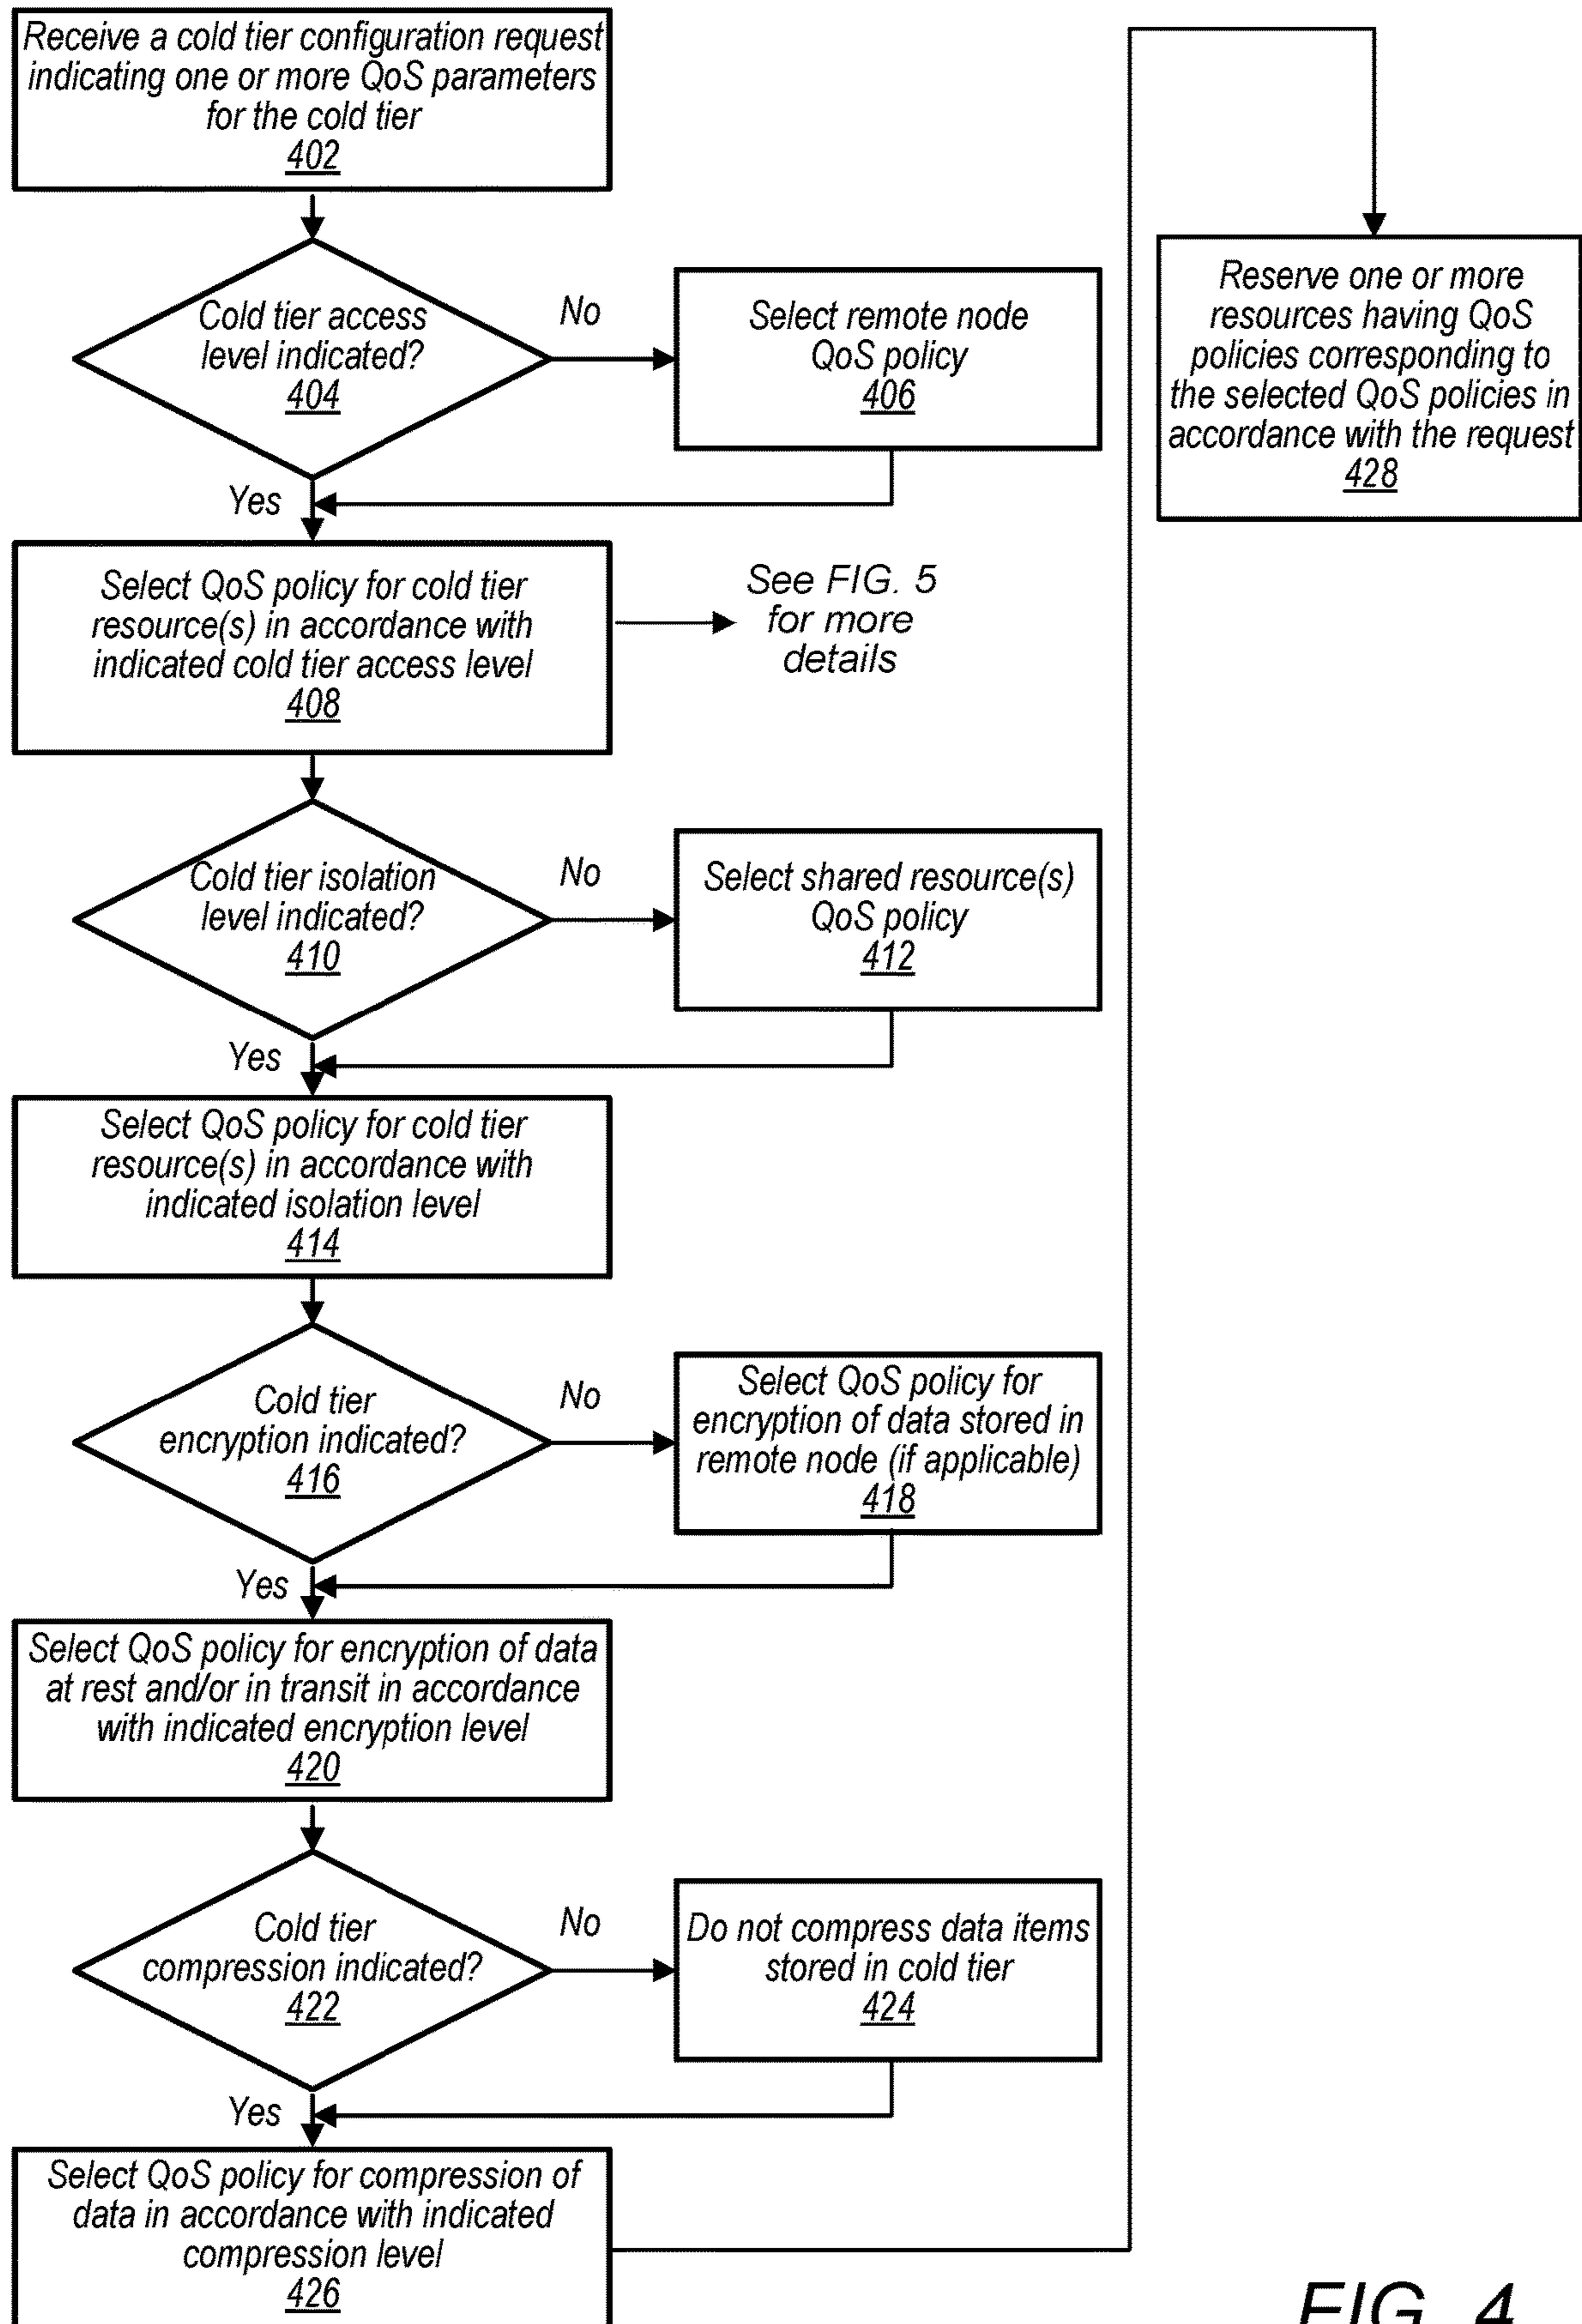 Receive a cold tier configuration request
indicating one or more QoS parameters
for the cold tier
402
Cold tier access
level indicated?
404
No
Select remote node
QoS policy
406
Yes
Select QoS policy for cold tier
resource(s) in accordance with
indicated cold tier access level
408
See FIG. 5
for more
details
Cold tier isolation
level indicated?
410
No
Select shared resource(s)
QoS policy
412
Yes
Select QoS policy for cold tier
resource(s) in accordance with
indicated isolation level
414
Cold tier
encryption indicated?
416
No
Select QoS policy for
encryption of data stored in
remote node (if applicable)
418
Yes
Select QoS policy for encryption of data
at rest and/or in transit in accordance
with indicated encryption level
420
Cold tier
compression indicated?
422
No
Do not compress data items
stored in cold tier
424
Yes
Select QoS policy for compression of
data in accordance with indicated
compression level
426
Reserve one or more
resources having QoS
policies corresponding to
the selected QoS policies in
accordance with the request
428
FIG. 4